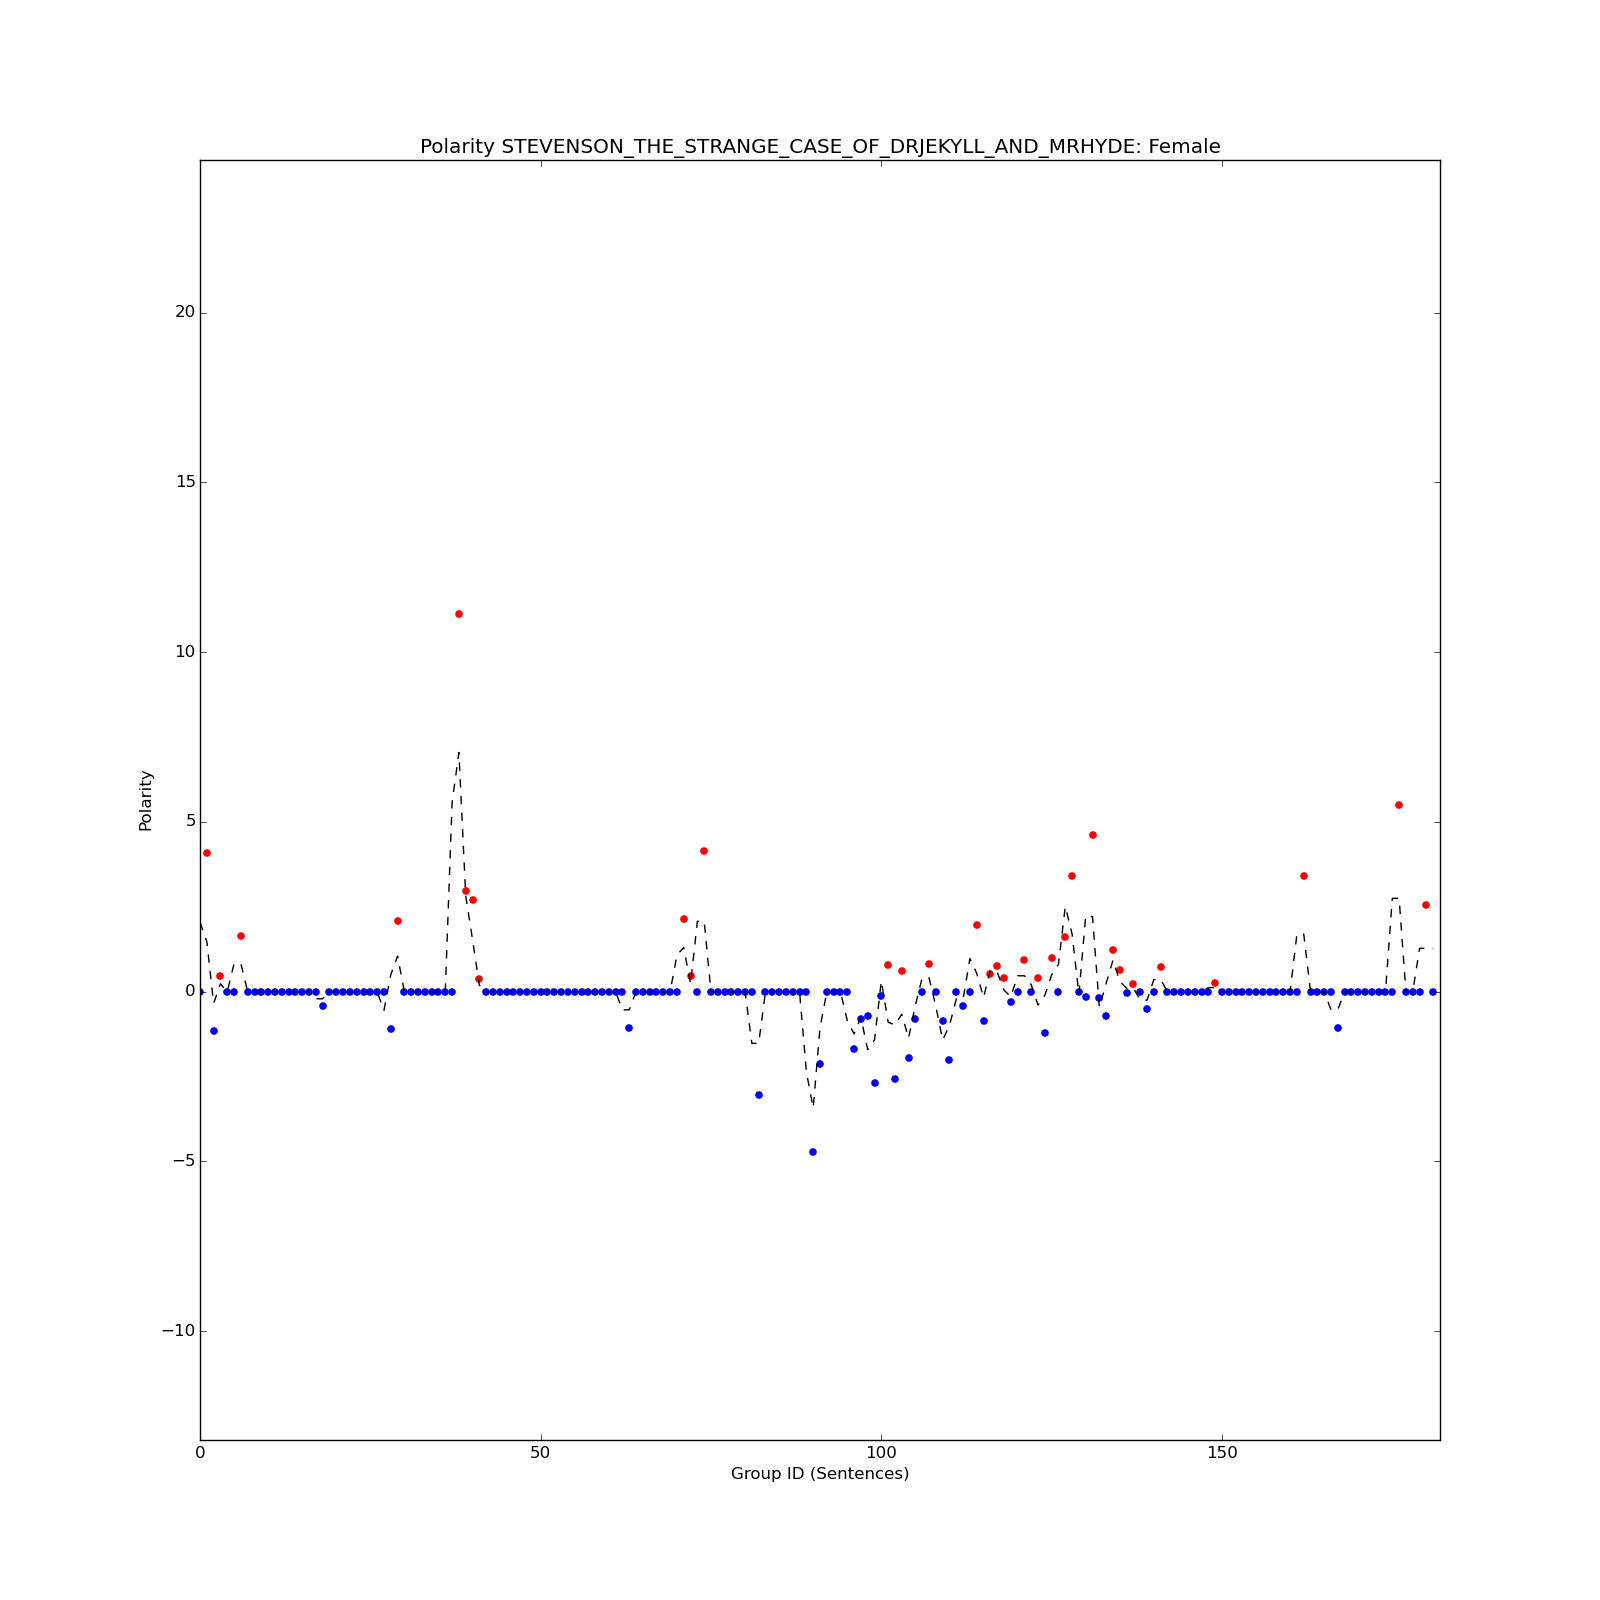 Polarity STEVENSON_THE_STRANGE_CASE_OF_DRJEKYLL_AND_MRHYDE: Female
20
15
10
5
0
−5
−10
Polarity
0 50 100 150
Group ID (Sentences)